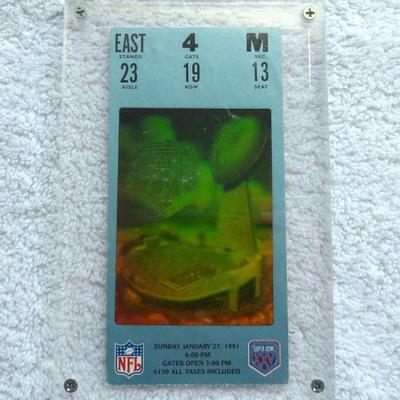 EAST 4 M
STANDS GATE SEC.
23 19 13
AISLE ROW SEAT
SUNDAY, JANUARY 27, 1991
6:00 PM
GATES OPEN 1:00 PM
$150 ALL TAXES INCLUDED
NFL
SUPER BOWL
XXV